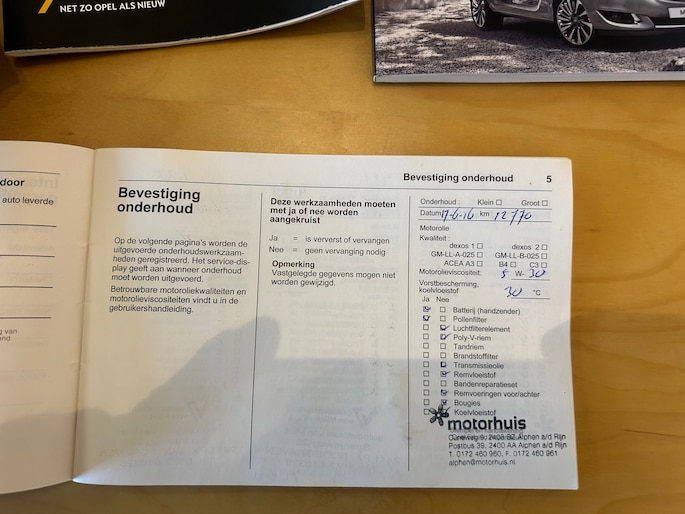 NET ZO OPEL ALS NIEUW
door
auto leverde
Bevestiging onderhoud 5
Bevestiging
onderhoud
Op de volgende pagina's worden de
uitgevoerde onderhoudswerkzaam-
heden geregistreerd. Het service-dis-
play geeft aan wanneer onderhoud
moet worden uitgevoerd.
Betrouwbare motoroliekwaliteiten en
motorolieviscositeiten vindt u in de
gebruikershandleiding.
Deze werkzaamheden moeten
met ja of nee worden
aangekruist
Ja = is ververst of vervangen
Nee = geen vervanging nodig
Opmerking
Vastgelegde gegevens mogen niet
worden gewijzigd.
Onderhoud : Klein Groot
Datum 17-6-16 km 12770
Motorolie
Kwaliteit :
dexos 1 dexos 2
GM-LL-A-025 GM-LL-B-025
ACEA A3 B4 C3
Motorolieviscositeit: 5 W- 30
Vorstbescherming,
koelvloeistof 30 °C
Ja Nee
Batterij (handzender)
Pollenfilter
Luchtfilterelement
Poly-V-riem
Tandriem
Brandstoffilter
Transmissieolie
Remvloeistof
Bandenreparatieset
Remvoeringen voor/achter
Bougies
Koelvloeistof
motorhuis
2408 BZ Alphen a/d Rijn
Postbus 39, 2400 AA Alphen a/d Rijn
T. 0172 460 960, F. 0172 460 961
alphen@motorhuis.nl